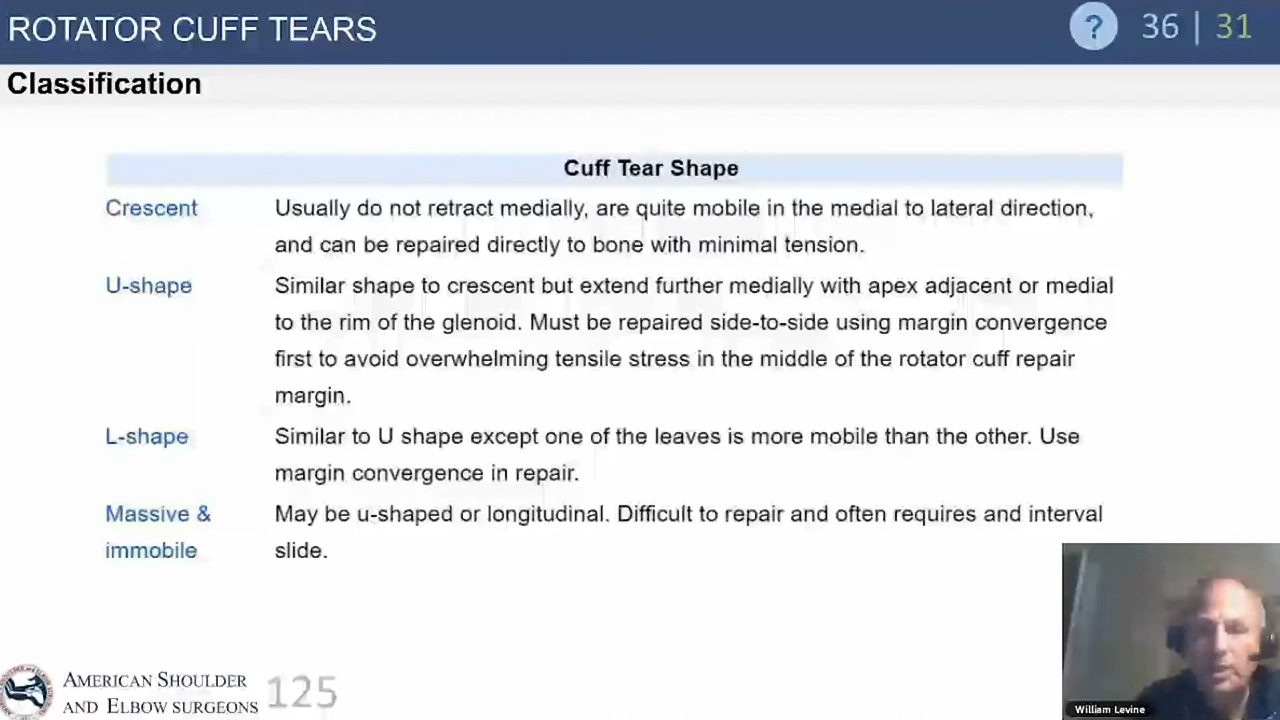 ROTATOR CUFF TEARS
? 36 | 31
Classification
Cuff Tear Shape
Crescent
Usually do not retract medially, are quite mobile in the medial to lateral direction,
and can be repaired directly to bone with minimal tension.
U-shape
Similar shape to crescent but extend further medially with apex adjacent or medial
to the rim of the glenoid. Must be repaired side-to-side using margin convergence
first to avoid overwhelming tensile stress in the middle of the rotator cuff repair
margin.
L-shape
Similar to U shape except one of the leaves is more mobile than the other. Use
margin convergence in repair.
Massive &
immobile
May be u-shaped or longitudinal. Difficult to repair and often requires and interval
slide.
AMERICAN SHOULDER
AND ELBOW SURGEONS
125
William Levine